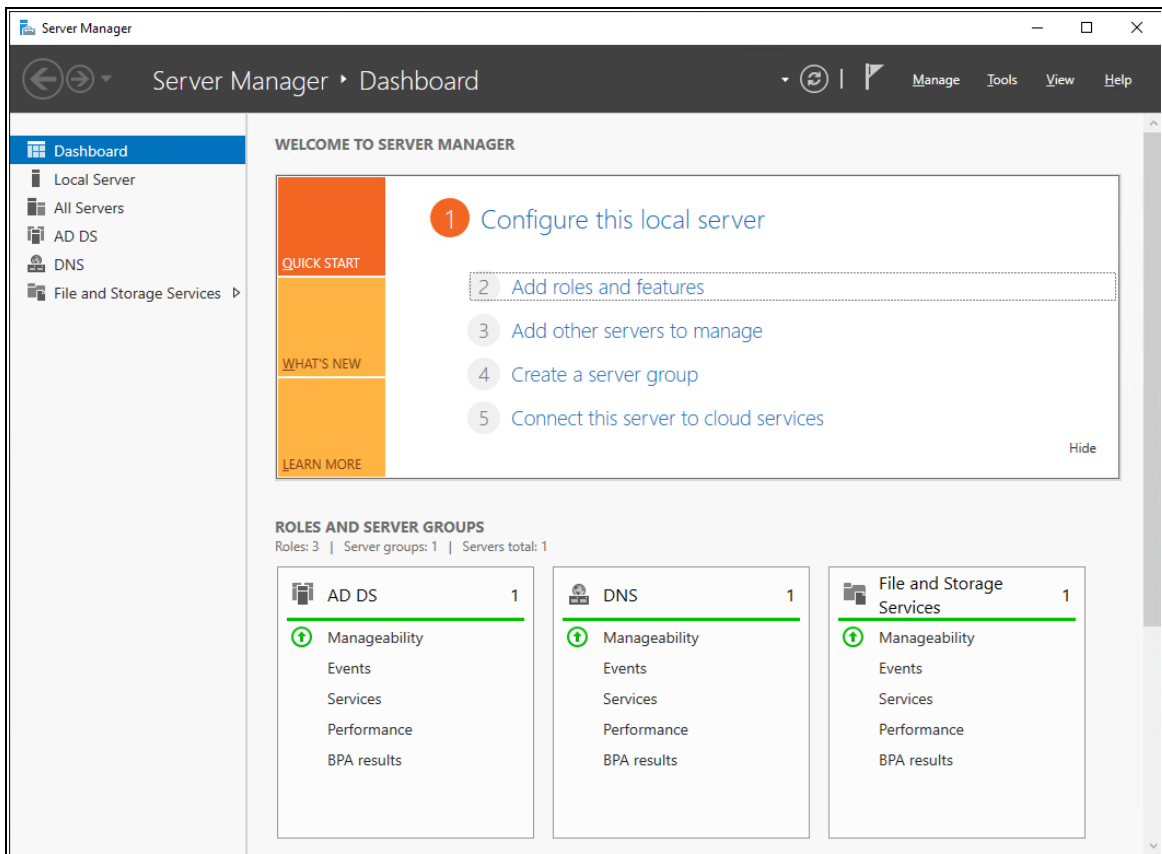 Server Manager
Server Manager ‣ Dashboard
Manage Tools View Help
Dashboard
Local Server
All Servers
AD DS
DNS
File and Storage Services
WELCOME TO SERVER MANAGER
QUICK START
WHAT'S NEW
LEARN MORE
1 Configure this local server
2 Add roles and features
3 Add other servers to manage
4 Create a server group
5 Connect this server to cloud services
Hide
ROLES AND SERVER GROUPS
Roles: 3 | Server groups: 1 | Servers total: 1
AD DS 1
Manageability
Events
Services
Performance
BPA results
DNS 1
Manageability
Events
Services
Performance
BPA results
File and Storage
Services 1
Manageability
Events
Services
Performance
BPA results